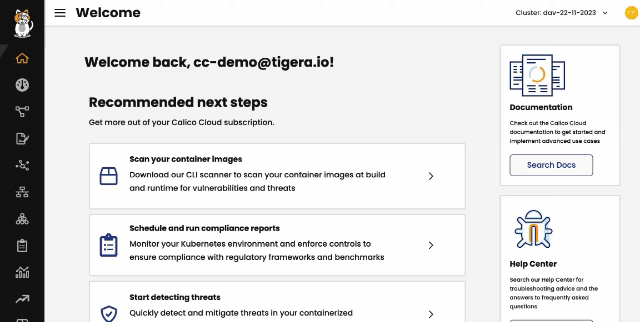 Welcome
Cluster: dav-22-11-2023
Welcome back, cc-demo@tigera.io!
Recommended next steps
Get more out of your Calico Cloud subscription.
Scan your container images
Download our CLI scanner to scan your container images at build
and runtime for vulnerabilities and threats
Schedule and run compliance reports
Monitor your Kubernetes environment and enforce controls to
ensure compliance with regulatory frameworks and benchmarks
Start detecting threats
Quickly detect and mitigate threats in your containerized
Documentation
Check out the Calico Cloud
documentation to get started and
implement advanced use cases
Search Docs
Help Center
Search our Help Center for
troubleshooting advice and the
answers to frequently asked
questions